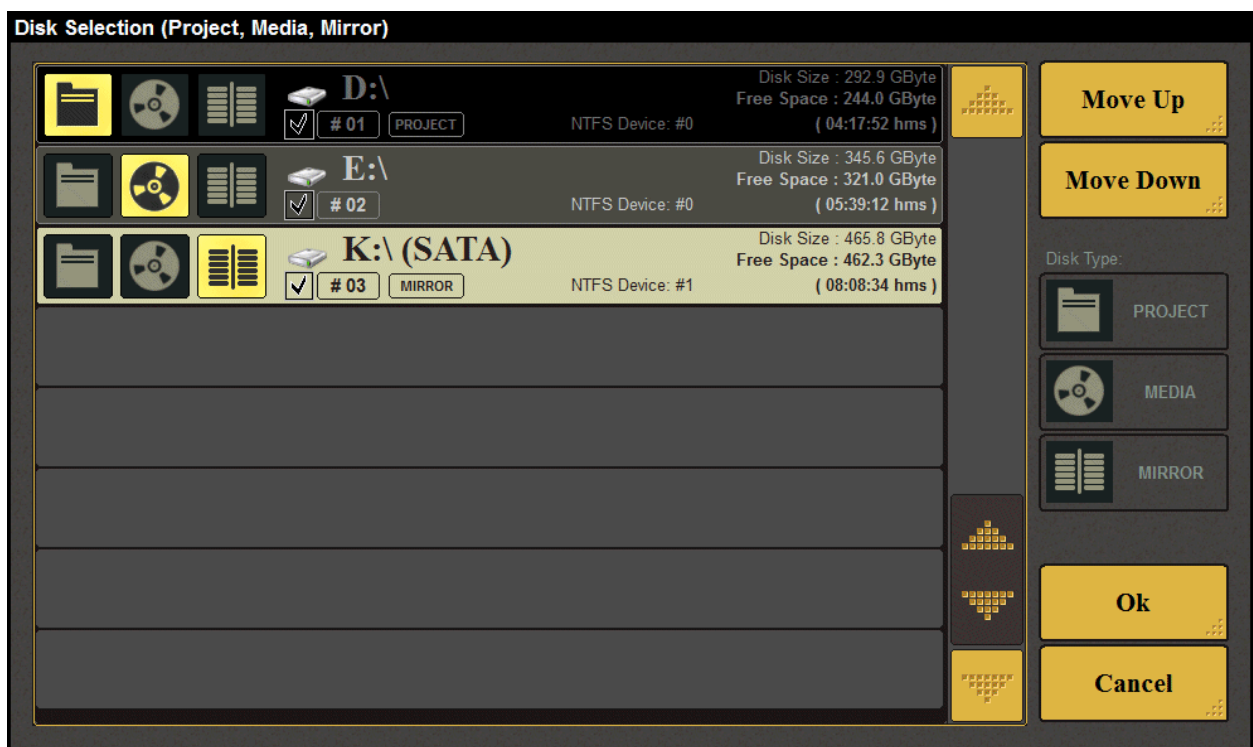 Disk Selection (Project, Media, Mirror)
D:\
Disk Size : 292.9 GByte
Free Space : 244.0 GByte
# 01 PROJECT NTFS Device: #0 ( 04:17:52 hms )
E:\
Disk Size : 345.6 GByte
Free Space : 321.0 GByte
# 02 NTFS Device: #0 ( 05:39:12 hms )
K:\ (SATA)
Disk Size : 465.8 GByte
Free Space : 462.3 GByte
# 03 MIRROR NTFS Device: #1 ( 08:08:34 hms )
Move Up
Move Down
Disk Type:
PROJECT
MEDIA
MIRROR
Ok
Cancel